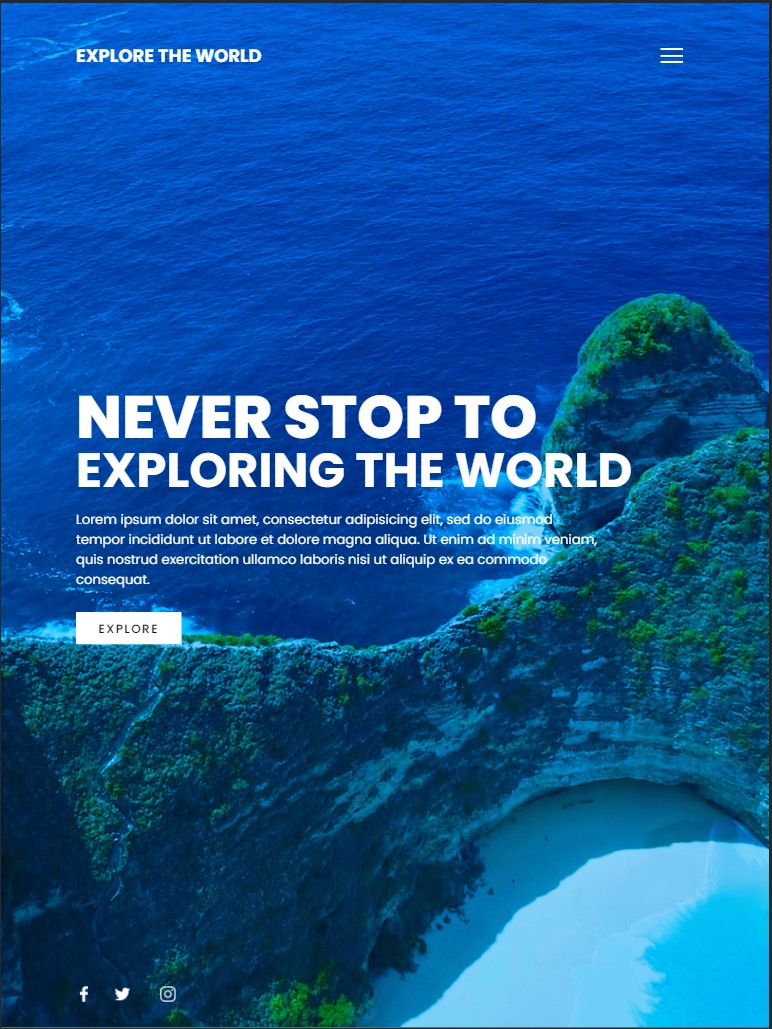 EXPLORE THE WORLD
NEVER STOP TO
EXPLORING THE WORLD
Lorem ipsum dolor sit amet, consectetur adipisicing elit, sed do eiusmod
tempor incididunt ut labore et dolore magna aliqua. Ut enim ad minim veniam,
quis nostrud exercitation ullamco laboris nisi ut aliquip ex ea commodo
consequat.
EXPLORE